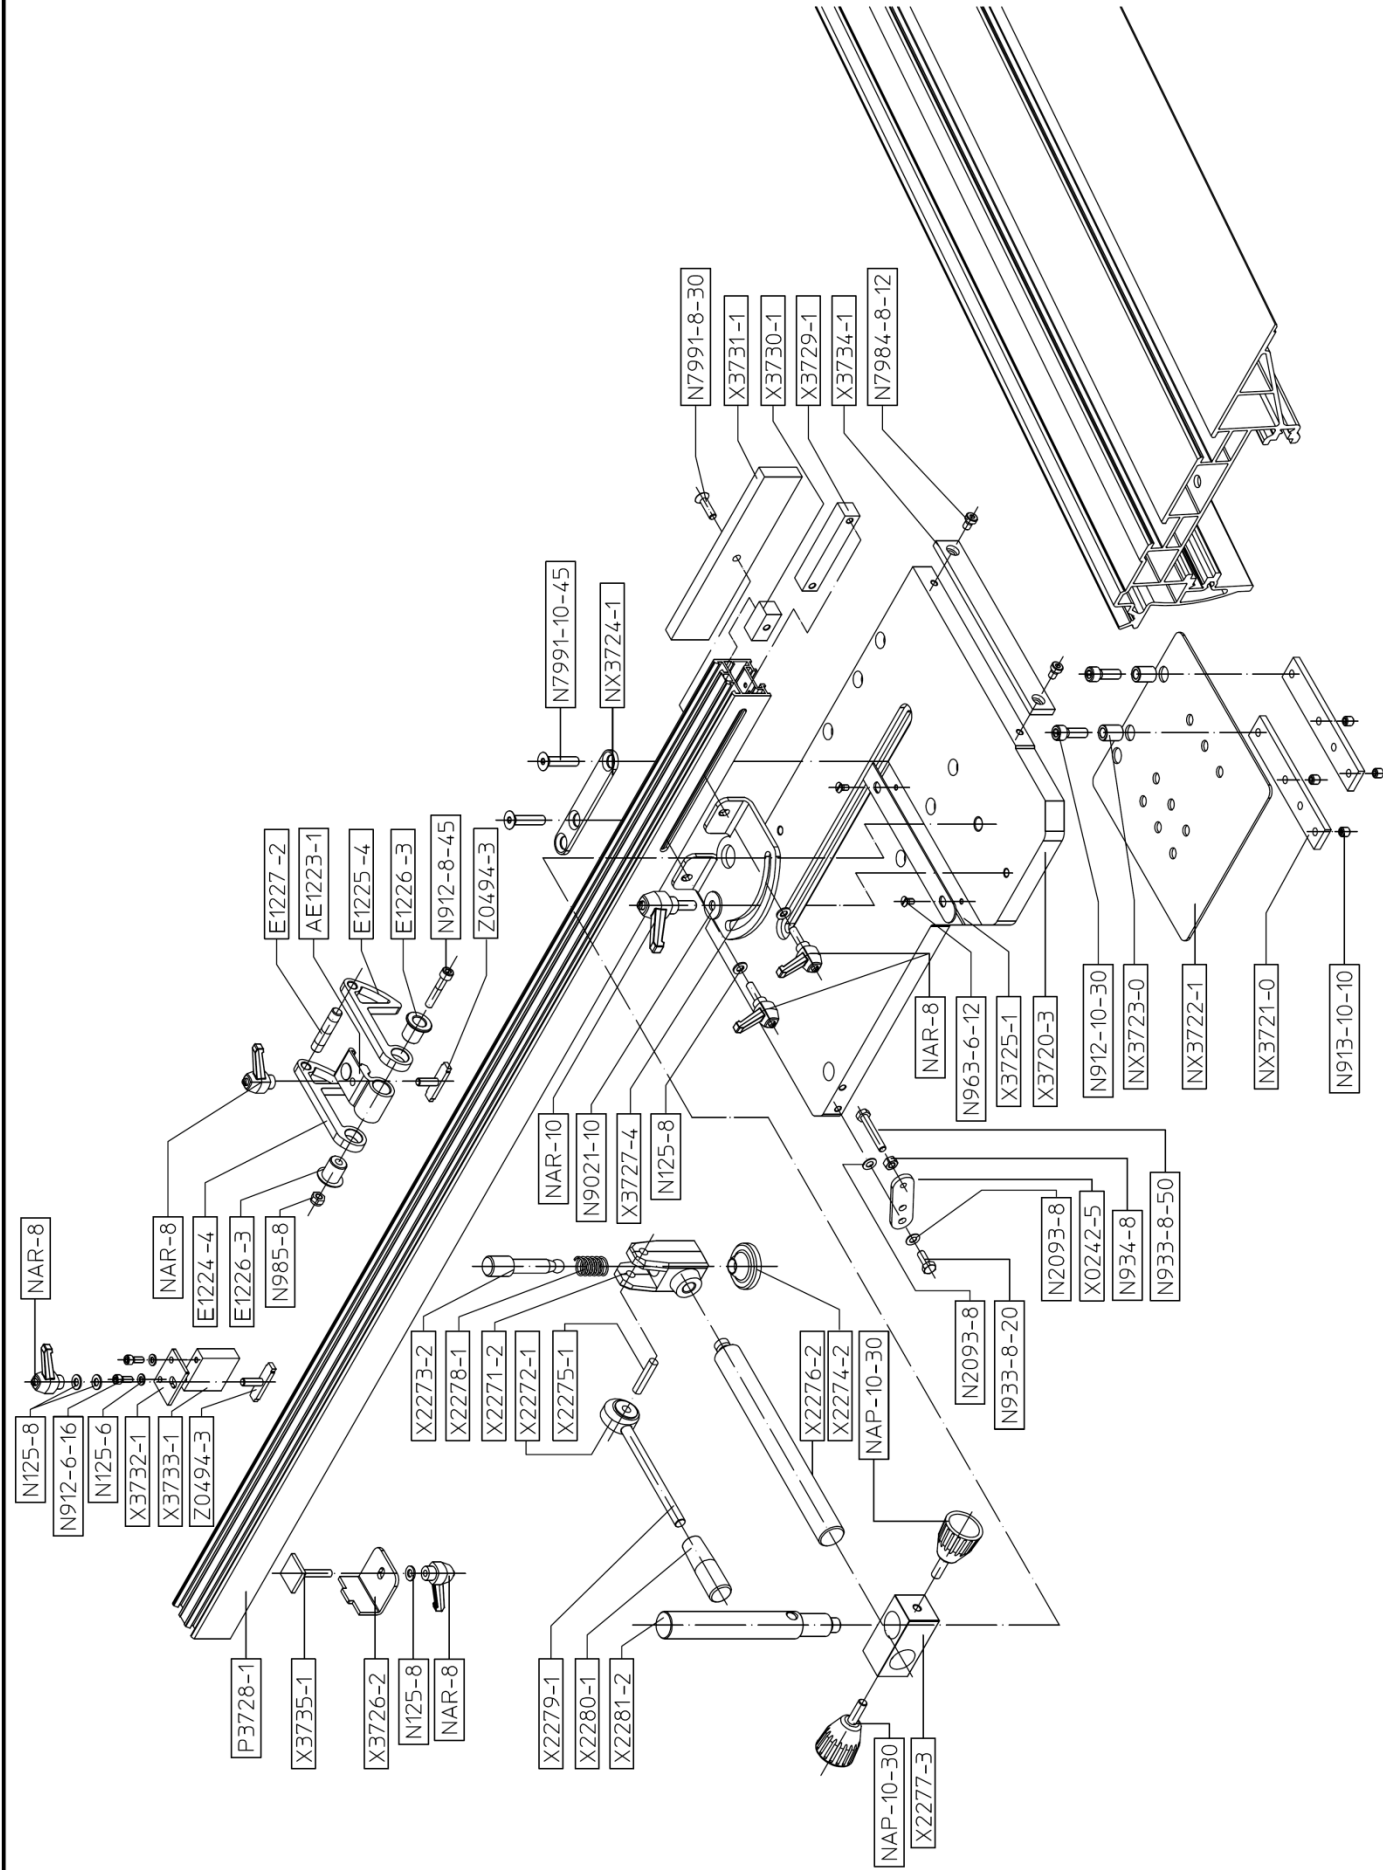 NAR-8
N125-8
N912-6-16
N125-6
X3732-1
X3733-1
Z0494-3
NAR-8
E1224-4
E1226-3
N985-8
E1227-2
AE1223-1
E1225-4
E1226-3
N912-8-45
Z0494-3
N7991-10-45
NX3724-1
N7991-8-30
X3731-1
X3730-1
X3729-1
X3734-1
N7984-8-12
P3728-1
X3735-1
X3726-2
N125-8
NAR-8
X2273-2
X2278-1
X2271-2
X2272-1
X2275-1
NAR-10
N9021-10
X3727-4
N125-8
X2279-1
X2280-1
X2281-2
X2276-2
X2274-2
NAP-10-30
NAP-10-30
X2277-3
N2093-8
N933-8-20
N2093-8
X0242-5
N934-8
N933-8-50
NAR-8
N963-6-12
X3725-1
X3720-3
N912-10-30
NX3723-0
NX3722-1
NX3721-0
N913-10-10